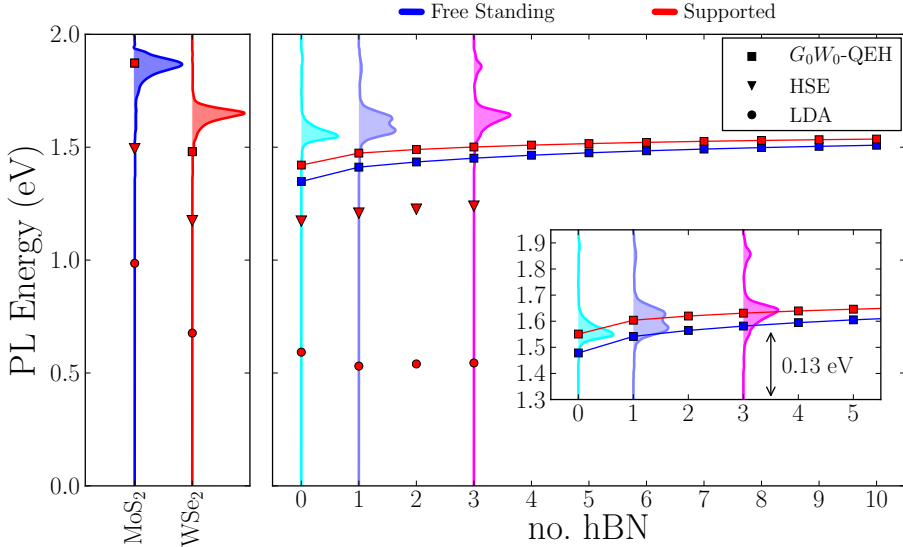 Free Standing Supported
G₀W₀-QEH
HSE
LDA
PL Energy (eV)
2.0
1.5
1.0
0.5
0.0
MoS₂ WSe₂
0 1 2 3 4 5 6 7 8 9 10
no. hBN
1.9
1.8
1.7
1.6
1.5
1.4
1.3
0.13 eV
0 1 2 3 4 5